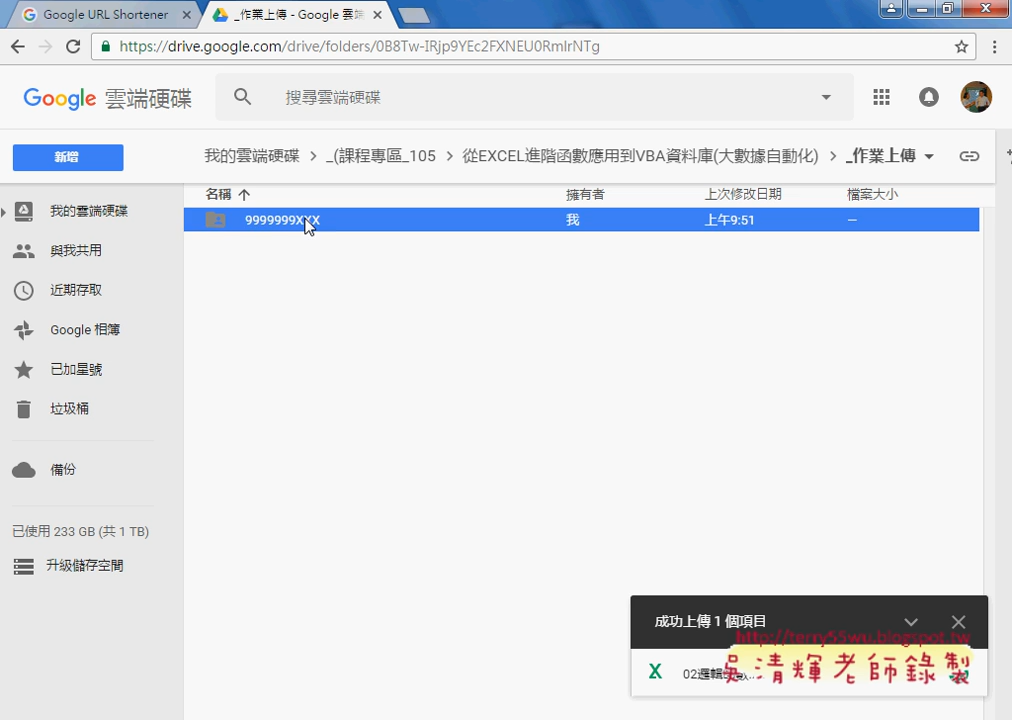 Google URL Shortener
_作業上傳 - Google 雲端
https://drive.google.com/drive/folders/0B8Tw-IRjp9YEc2FXNEU0RmlrNTg
Google 雲端硬碟
搜尋雲端硬碟
新增
我的雲端硬碟 > _(課程專區_105 > 從EXCEL進階函數應用到VBA資料庫(大數據自動化) > _作業上傳
名稱 擁有者 上次修改日期 檔案大小
9999999XXX 我 上午9:51 –
我的雲端硬碟
與我共用
近期存取
Google 相簿
已加星號
垃圾桶
備份
已使用 233 GB (共 1 TB)
升級儲存空間
成功上傳 1 個項目
http://terry55wu.blogspot.tw
02邏輯
吳清輝老師錄製